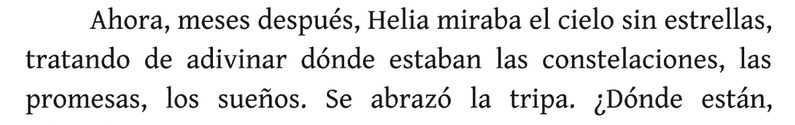 Ahora, meses después, Helia miraba el cielo sin estrellas,
tratando de adivinar dónde estaban las constelaciones, las
promesas, los sueños. Se abrazó la tripa. ¿Dónde están,